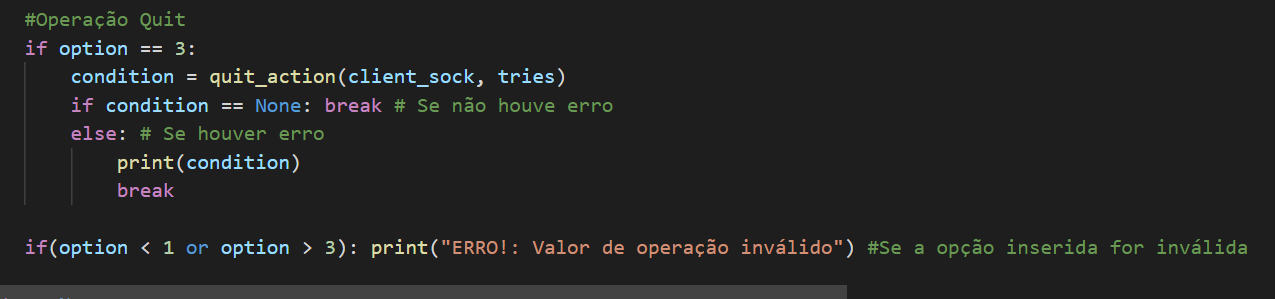 #Operação Quit
if option == 3:
    condition = quit_action(client_sock, tries)
    if condition == None: break # Se não houve erro
    else: # Se houver erro
        print(condition)
        break

if(option < 1 or option > 3): print("ERRO!: Valor de operação inválido") #Se a opção inserida for inválida